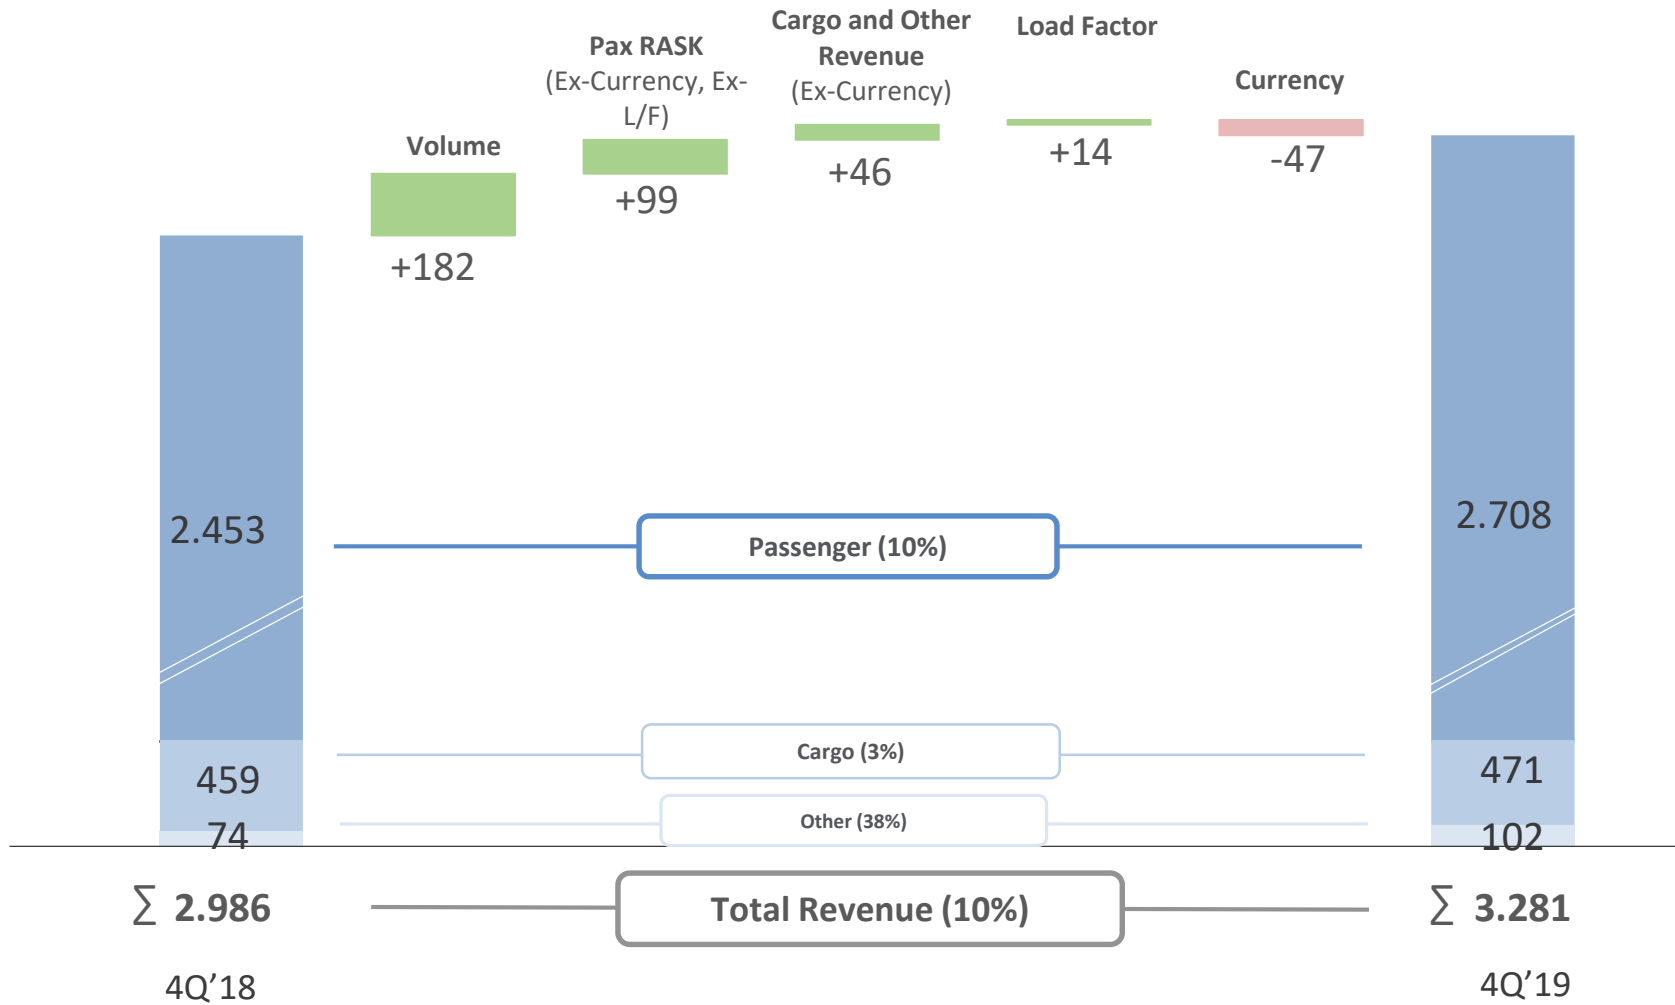 Cargo and Other
Revenue
(Ex-Currency)
Load Factor
Pax RASK
(Ex-Currency, Ex-
L/F)
Currency
Volume
+182
+99
+46
+14
-47
2.453
2.708
Passenger (10%)
459
Cargo (3%)
471
74
Other (38%)
102
∑ 2.986
Total Revenue (10%)
∑ 3.281
4Q’18
4Q’19